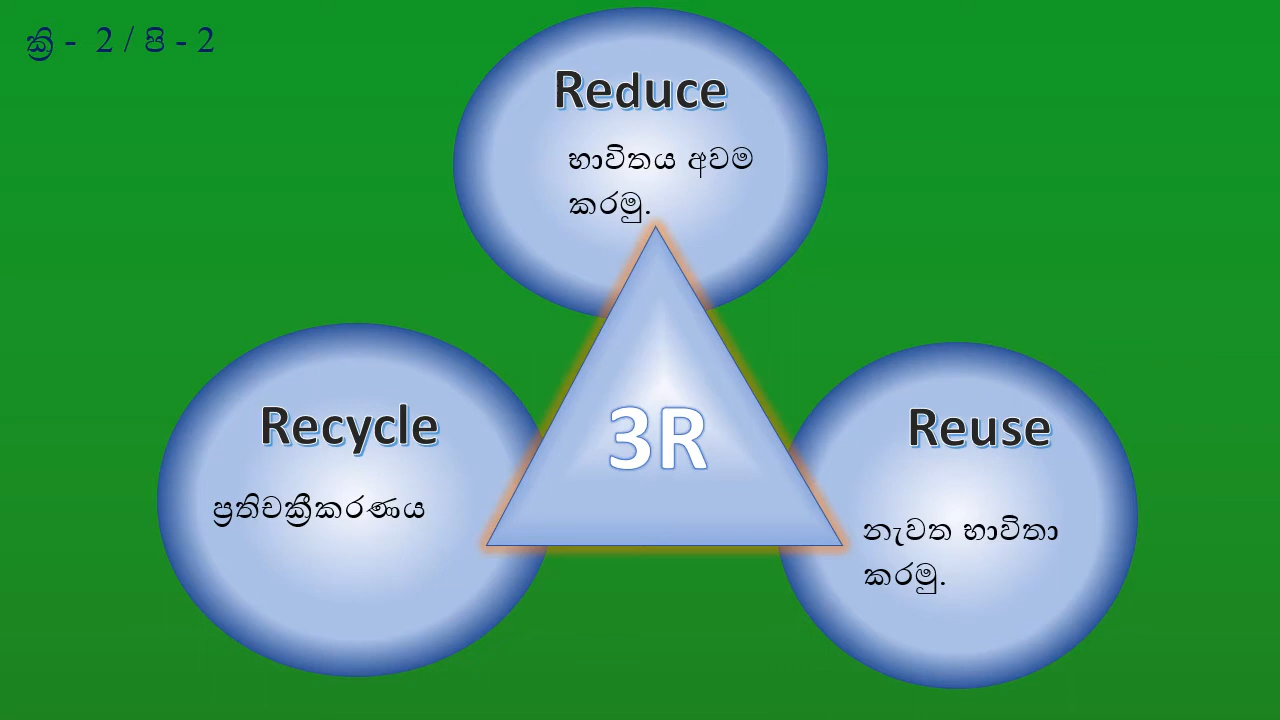 ක්‍රි -  2 / පි - 2
Reduce
භාවිතය අවම
කරමු.
3R
Recycle
ප්‍රතිචක්‍රීකරණය
Reuse
නැවත භාවිතා
කරමු.